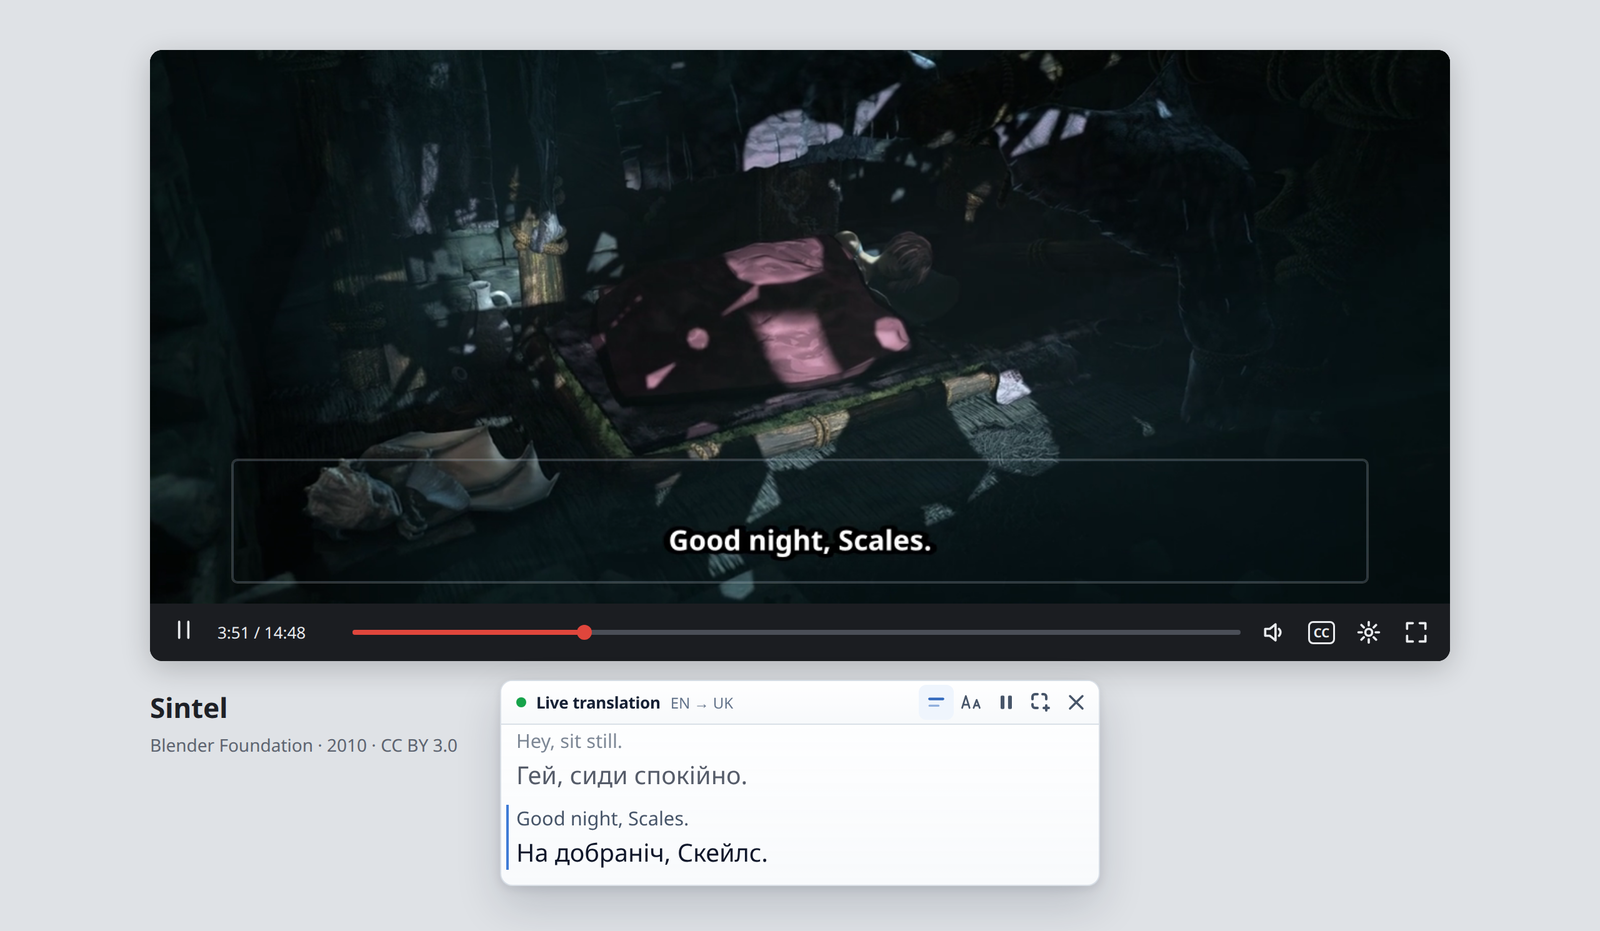 Good night, Scales.
3:51 / 14:48
CC
Sintel
Blender Foundation · 2010 · CC BY 3.0
Live translation EN → UK
AA
Hey, sit still.
Гей, сиди спокійно.
Good night, Scales.
На добраніч, Скейлс.